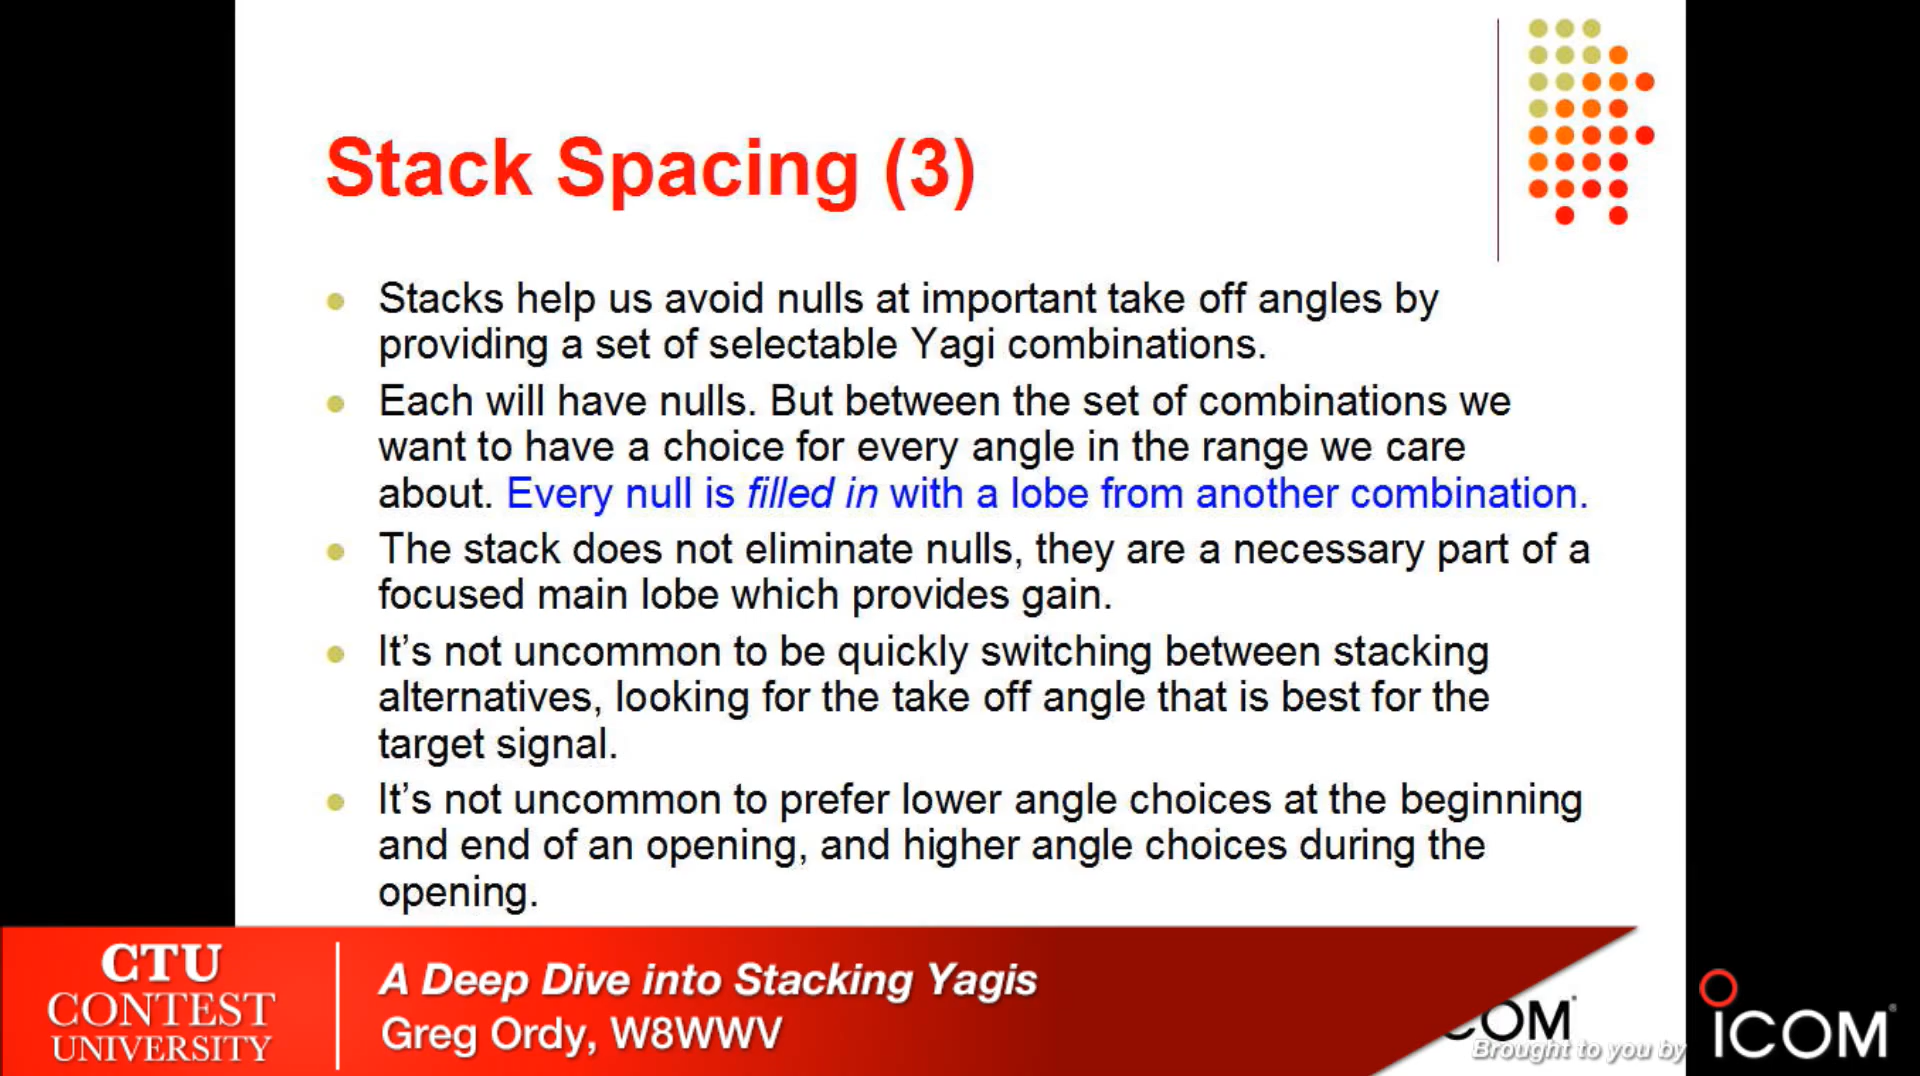 Stack Spacing (3)
Stacks help us avoid nulls at important take off angles by
providing a set of selectable Yagi combinations.
Each will have nulls. But between the set of combinations we
want to have a choice for every angle in the range we care
about. Every null is filled in with a lobe from another combination.
The stack does not eliminate nulls, they are a necessary part of a
focused main lobe which provides gain.
It's not uncommon to be quickly switching between stacking
alternatives, looking for the take off angle that is best for the
target signal.
It's not uncommon to prefer lower angle choices at the beginning
and end of an opening, and higher angle choices during the
opening.
CTU
CONTEST
UNIVERSITY
A Deep Dive into Stacking Yagis
Greg Ordy, W8WWV
COM
Brought to you by
ICOM®